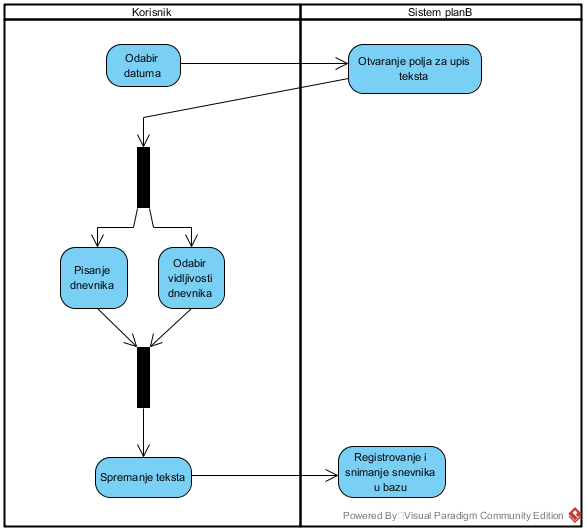 Korisnik
Sistem planB
Odabir
datuma
Otvaranje polja za upis
teksta
Pisanje
dnevnika
Odabir
vidljivosti
dnevnika
Spremanje teksta
Registrovanje i
snimanje snevnika
u bazu
Powered By Visual Paradigm Community Edition